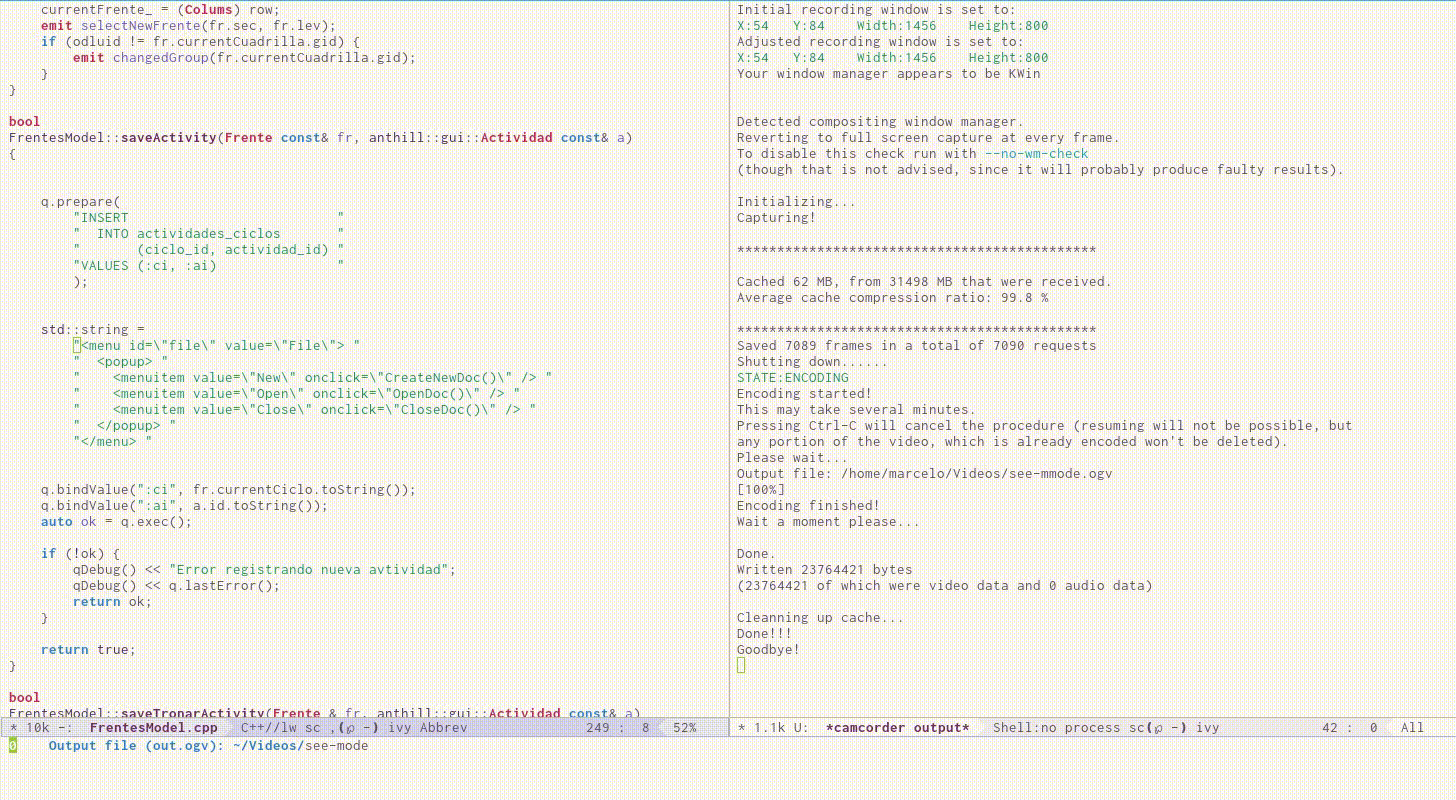 currentFrente_ = (Colums) row;
    emit selectNewFrente(fr.sec, fr.lev);
    if (odluid != fr.currentCuadrilla.gid) {
        emit changedGroup(fr.currentCuadrilla.gid);
    }
}
bool
FrentesModel::saveActivity(Frente const& fr, anthill::gui::Actividad const& a)
{
    q.prepare(
        "INSERT                          "
        "  INTO actividades_ciclos       "
        "       (ciclo_id, actividad_id) "
        "VALUES (:ci, :ai)               "
        );
    std::string =
        "<menu id=\"file\" value=\"File\"> "
        "  <popup> "
        "    <menuitem value=\"New\" onclick=\"CreateNewDoc()\" /> "
        "    <menuitem value=\"Open\" onclick=\"OpenDoc()\" /> "
        "    <menuitem value=\"Close\" onclick=\"CloseDoc()\" /> "
        "  </popup> "
        "</menu> "
    q.bindValue(":ci", fr.currentCiclo.toString());
    q.bindValue(":ai", a.id.toString());
    auto ok = q.exec();
    if (!ok) {
        qDebug() << "Error registrando nueva avtividad";
        qDebug() << q.lastError();
        return ok;
    }
    return true;
}
bool
FrentesModel::saveTronarActivity(Frente & fr, anthill::gui::Actividad const& a)
* 10k -:  FrentesModel.cpp  C++//lw sc ,(℘ -) ivy Abbrev  249 :  8  52%
Initial recording window is set to:
X:54   Y:84    Width:1456    Height:800
Adjusted recording window is set to:
X:54   Y:84    Width:1456    Height:800
Your window manager appears to be KWin
Detected compositing window manager.
Reverting to full screen capture at every frame.
To disable this check run with --no-wm-check
(though that is not advised, since it will probably produce faulty results).
Initializing...
Capturing!
*********************************************
Cached 62 MB, from 31498 MB that were received.
Average cache compression ratio: 99.8 %
*********************************************
Saved 7089 frames in a total of 7090 requests
Shutting down......
STATE:ENCODING
Encoding started!
This may take several minutes.
Pressing Ctrl-C will cancel the procedure (resuming will not be possible, but
any portion of the video, which is already encoded won't be deleted).
Please wait...
Output file: /home/marcelo/Videos/see-mmode.ogv
[100%]
Encoding finished!
Wait a moment please...
Done.
Written 23764421 bytes
(23764421 of which were video data and 0 audio data)
Cleanning up cache...
Done!!!
Goodbye!
* 1.1k U:  *camcorder output*  Shell:no process sc(℘ -) ivy  42 :  0  All
0    Output file (out.ogv): ~/Videos/see-mode